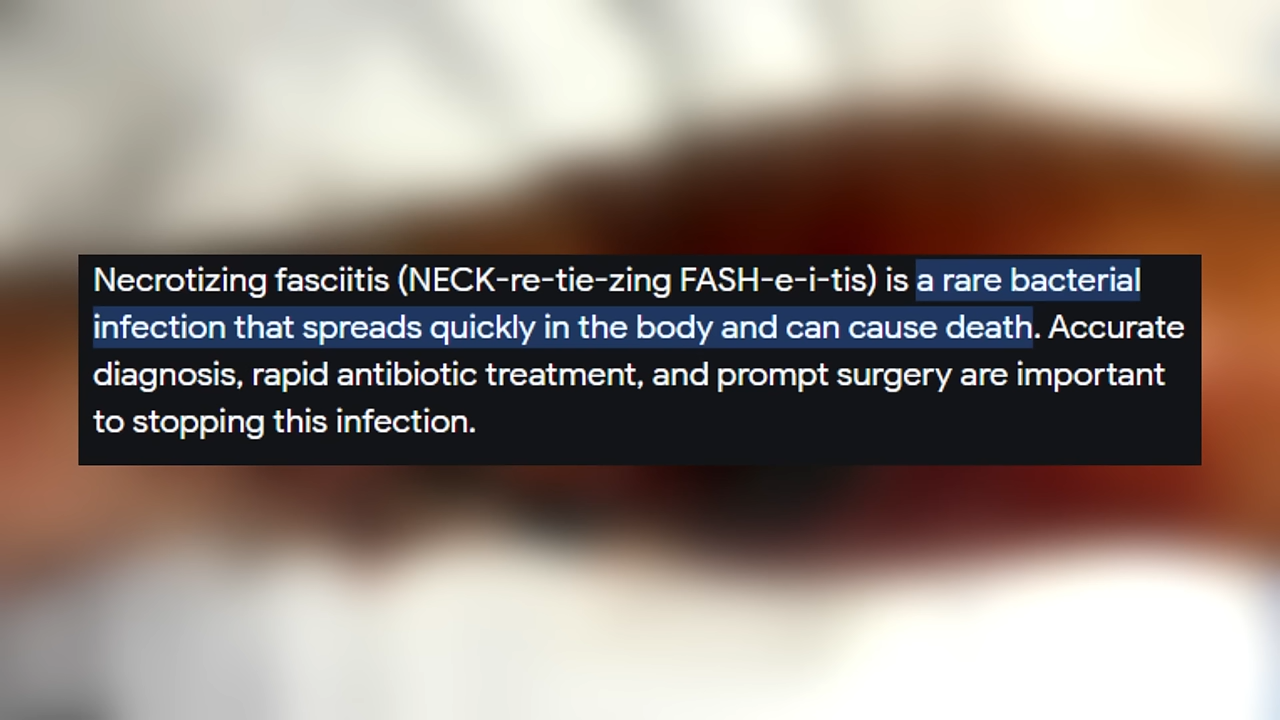 Necrotizing fasciitis (NECK-re-tie-zing FASH-e-i-tis) is a rare bacterial
infection that spreads quickly in the body and can cause death. Accurate
diagnosis, rapid antibiotic treatment, and prompt surgery are important
to stopping this infection.